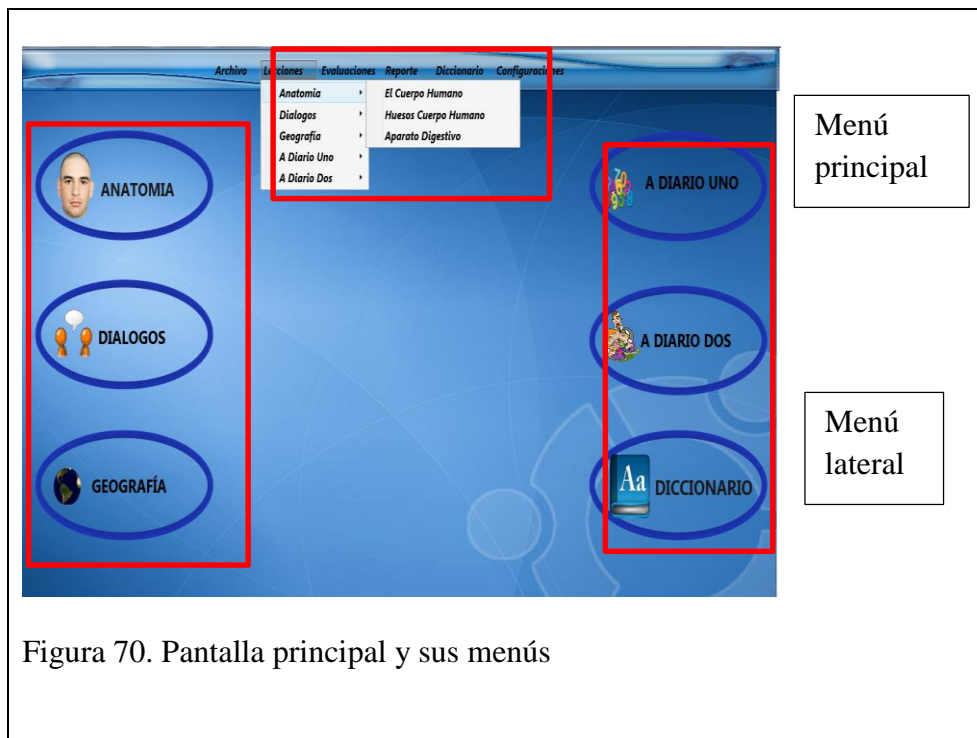 Archivo Lecciones Evaluaciones Reporte Diccionario Configuraciones
Anatomia
Dialogos
Geografía
A Diario Uno
A Diario Dos
El Cuerpo Humano
Huesos Cuerpo Humano
Aparato Digestivo
ANATOMIA
DIALOGOS
GEOGRAFÍA
A DIARIO UNO
A DIARIO DOS
Aa
DICCIONARIO
Menú
principal
Menú
lateral
Figura 70. Pantalla principal y sus menús